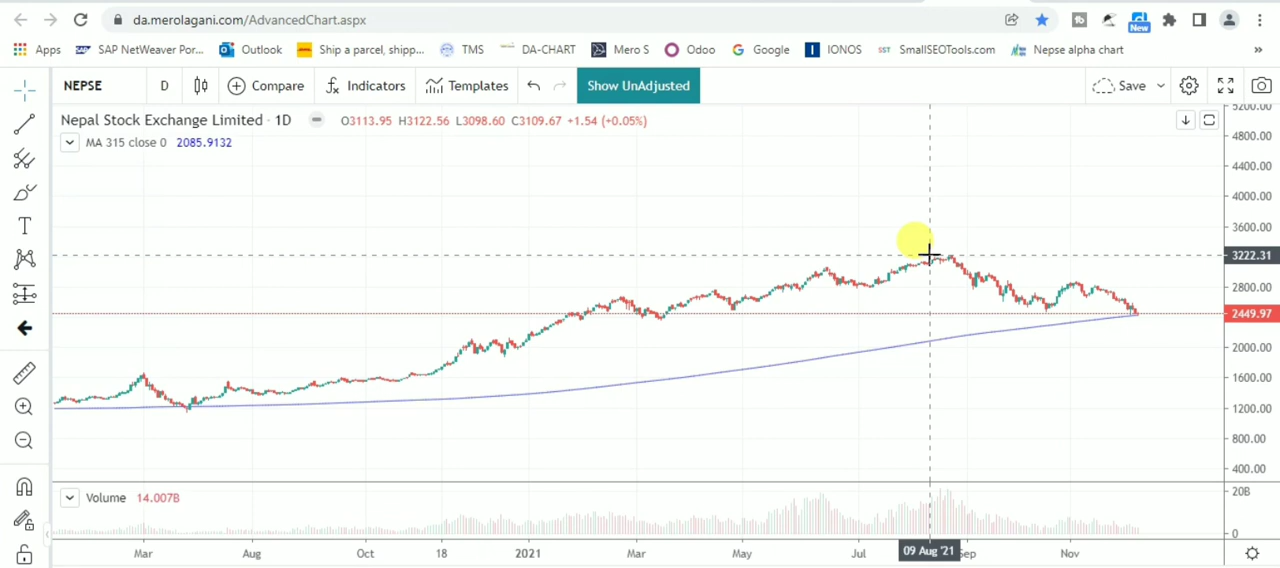 da.merolagani.com/AdvancedChart.aspx
Apps SAP NetWeaver Por... Outlook Ship a parcel, shipp... TMS DA-CHART Mero S Odoo Google IONOS SST SmallSEOTools.com Nepse alpha chart »
New
NEPSE D Compare Indicators Templates Show UnAdjusted Save
Nepal Stock Exchange Limited · 1D O3113.95 H3122.56 L3098.60 C3109.67 +1.54 (+0.05%)
MA 315 close 0 2085.9132
5200.00
4800.00
4400.00
4000.00
3600.00
3222.31
2800.00
2449.97
2000.00
1600.00
1200.00
800.00
400.00
Volume 14.007B
20B
0
Mar Aug Oct 18 2021 Mar May Jul 09 Aug '21 Sep Nov